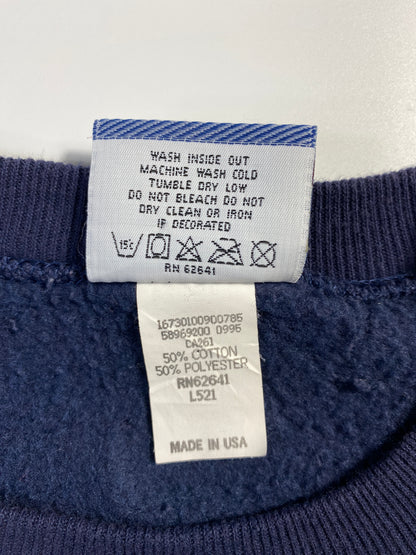 WASH INSIDE OUT
MACHINE WASH COLD
TUMBLE DRY LOW
DO NOT BLEACH DO NOT
DRY CLEAN OR IRON
IF DECORATED
15c
RN 62641
16730100900785
58969200 0995
CA261
50% COTTON
50% POLYESTER
RN62641
L521
MADE IN USA